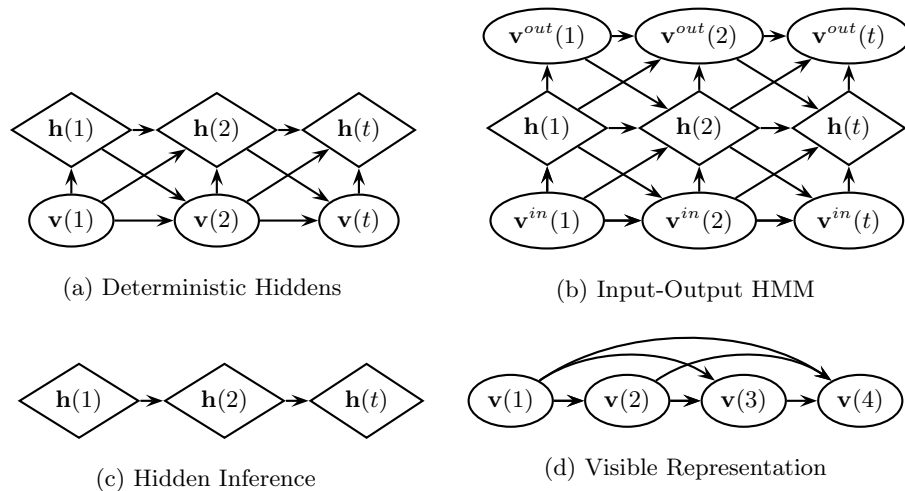 h(1) h(2) h(t)
v(1) v(2) v(t)
(a) Deterministic Hiddens
v^{out}(1) v^{out}(2) v^{out}(t)
h(1) h(2) h(t)
v^{in}(1) v^{in}(2) v^{in}(t)
(b) Input-Output HMM
h(1) h(2) h(t)
(c) Hidden Inference
v(1) v(2) v(3) v(4)
(d) Visible Representation